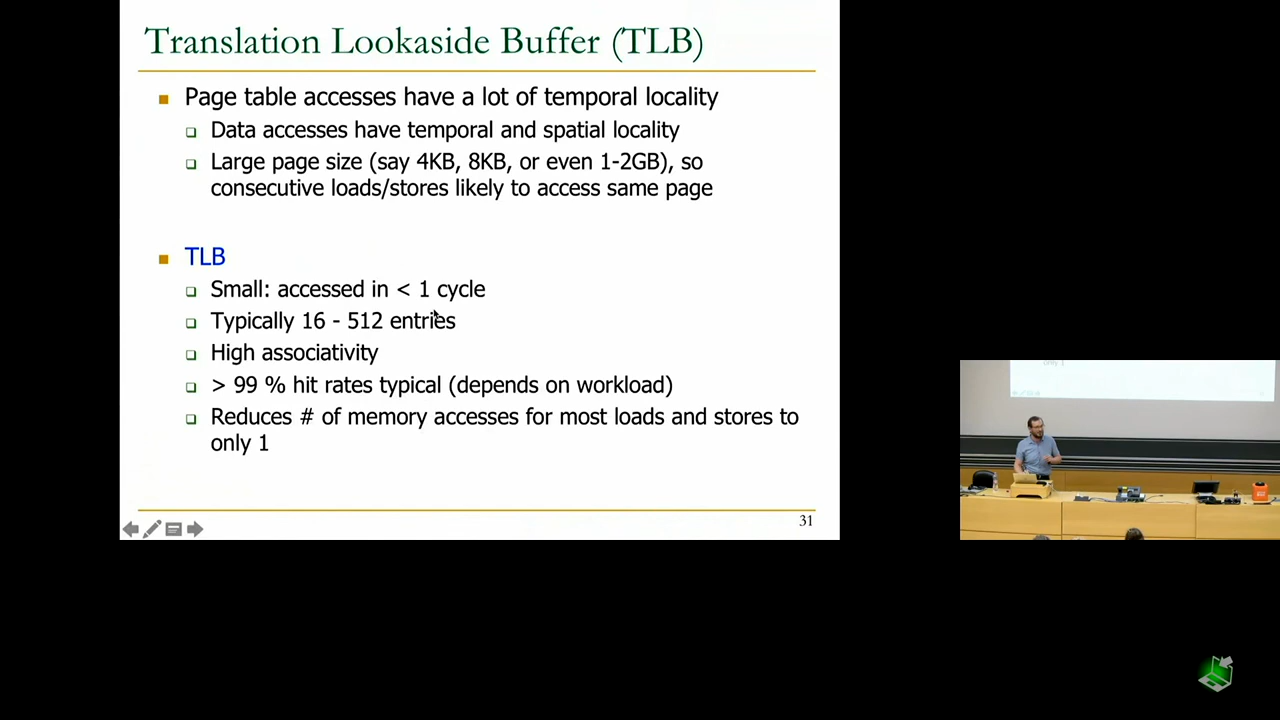 Translation Lookaside Buffer (TLB)
Page table accesses have a lot of temporal locality
Data accesses have temporal and spatial locality
Large page size (say 4KB, 8KB, or even 1-2GB), so
consecutive loads/stores likely to access same page
TLB
Small: accessed in < 1 cycle
Typically 16 - 512 entries
High associativity
> 99 % hit rates typical (depends on workload)
Reduces # of memory accesses for most loads and stores to
only 1
31
only 1